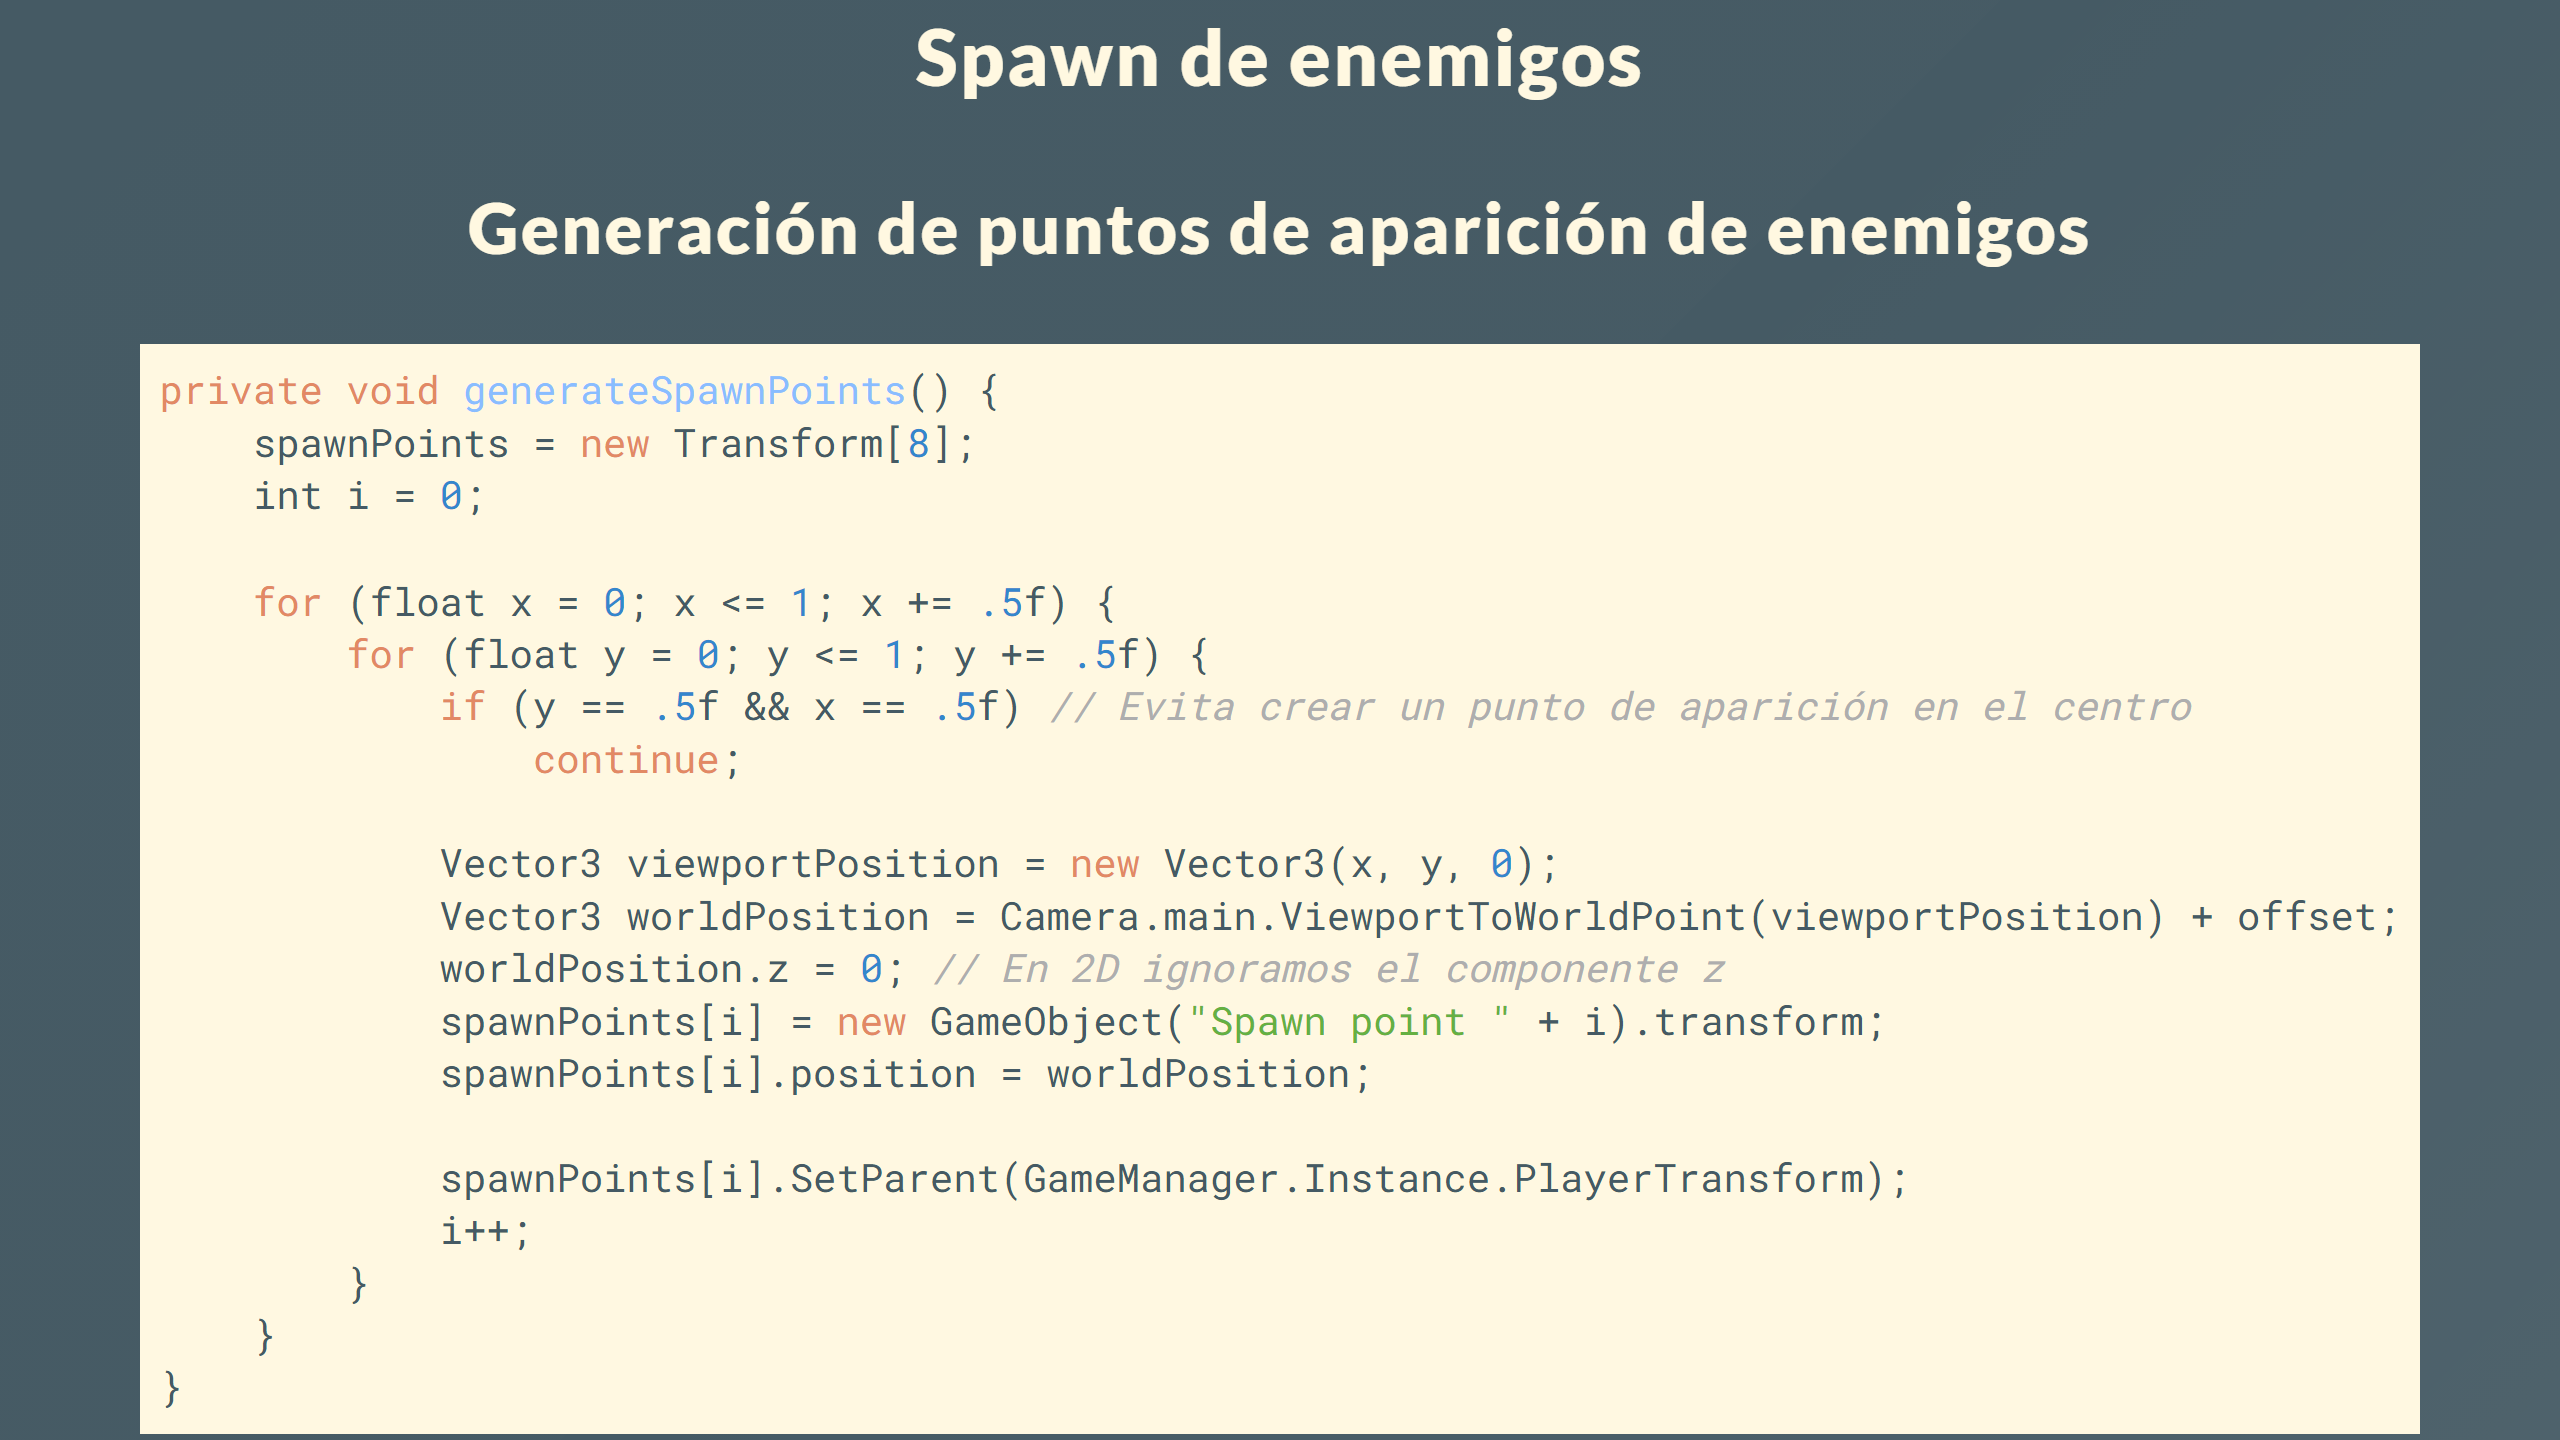 Spawn de enemigos
Generación de puntos de aparición de enemigos
private void generateSpawnPoints() {
    spawnPoints = new Transform[8];
    int i = 0;

    for (float x = 0; x <= 1; x += .5f) {
        for (float y = 0; y <= 1; y += .5f) {
            if (y == .5f && x == .5f) // Evita crear un punto de aparición en el centro
                continue;

            Vector3 viewportPosition = new Vector3(x, y, 0);
            Vector3 worldPosition = Camera.main.ViewportToWorldPoint(viewportPosition) + offset;
            worldPosition.z = 0; // En 2D ignoramos el componente z
            spawnPoints[i] = new GameObject("Spawn point " + i).transform;
            spawnPoints[i].position = worldPosition;

            spawnPoints[i].SetParent(GameManager.Instance.PlayerTransform);
            i++;
        }
    }
}